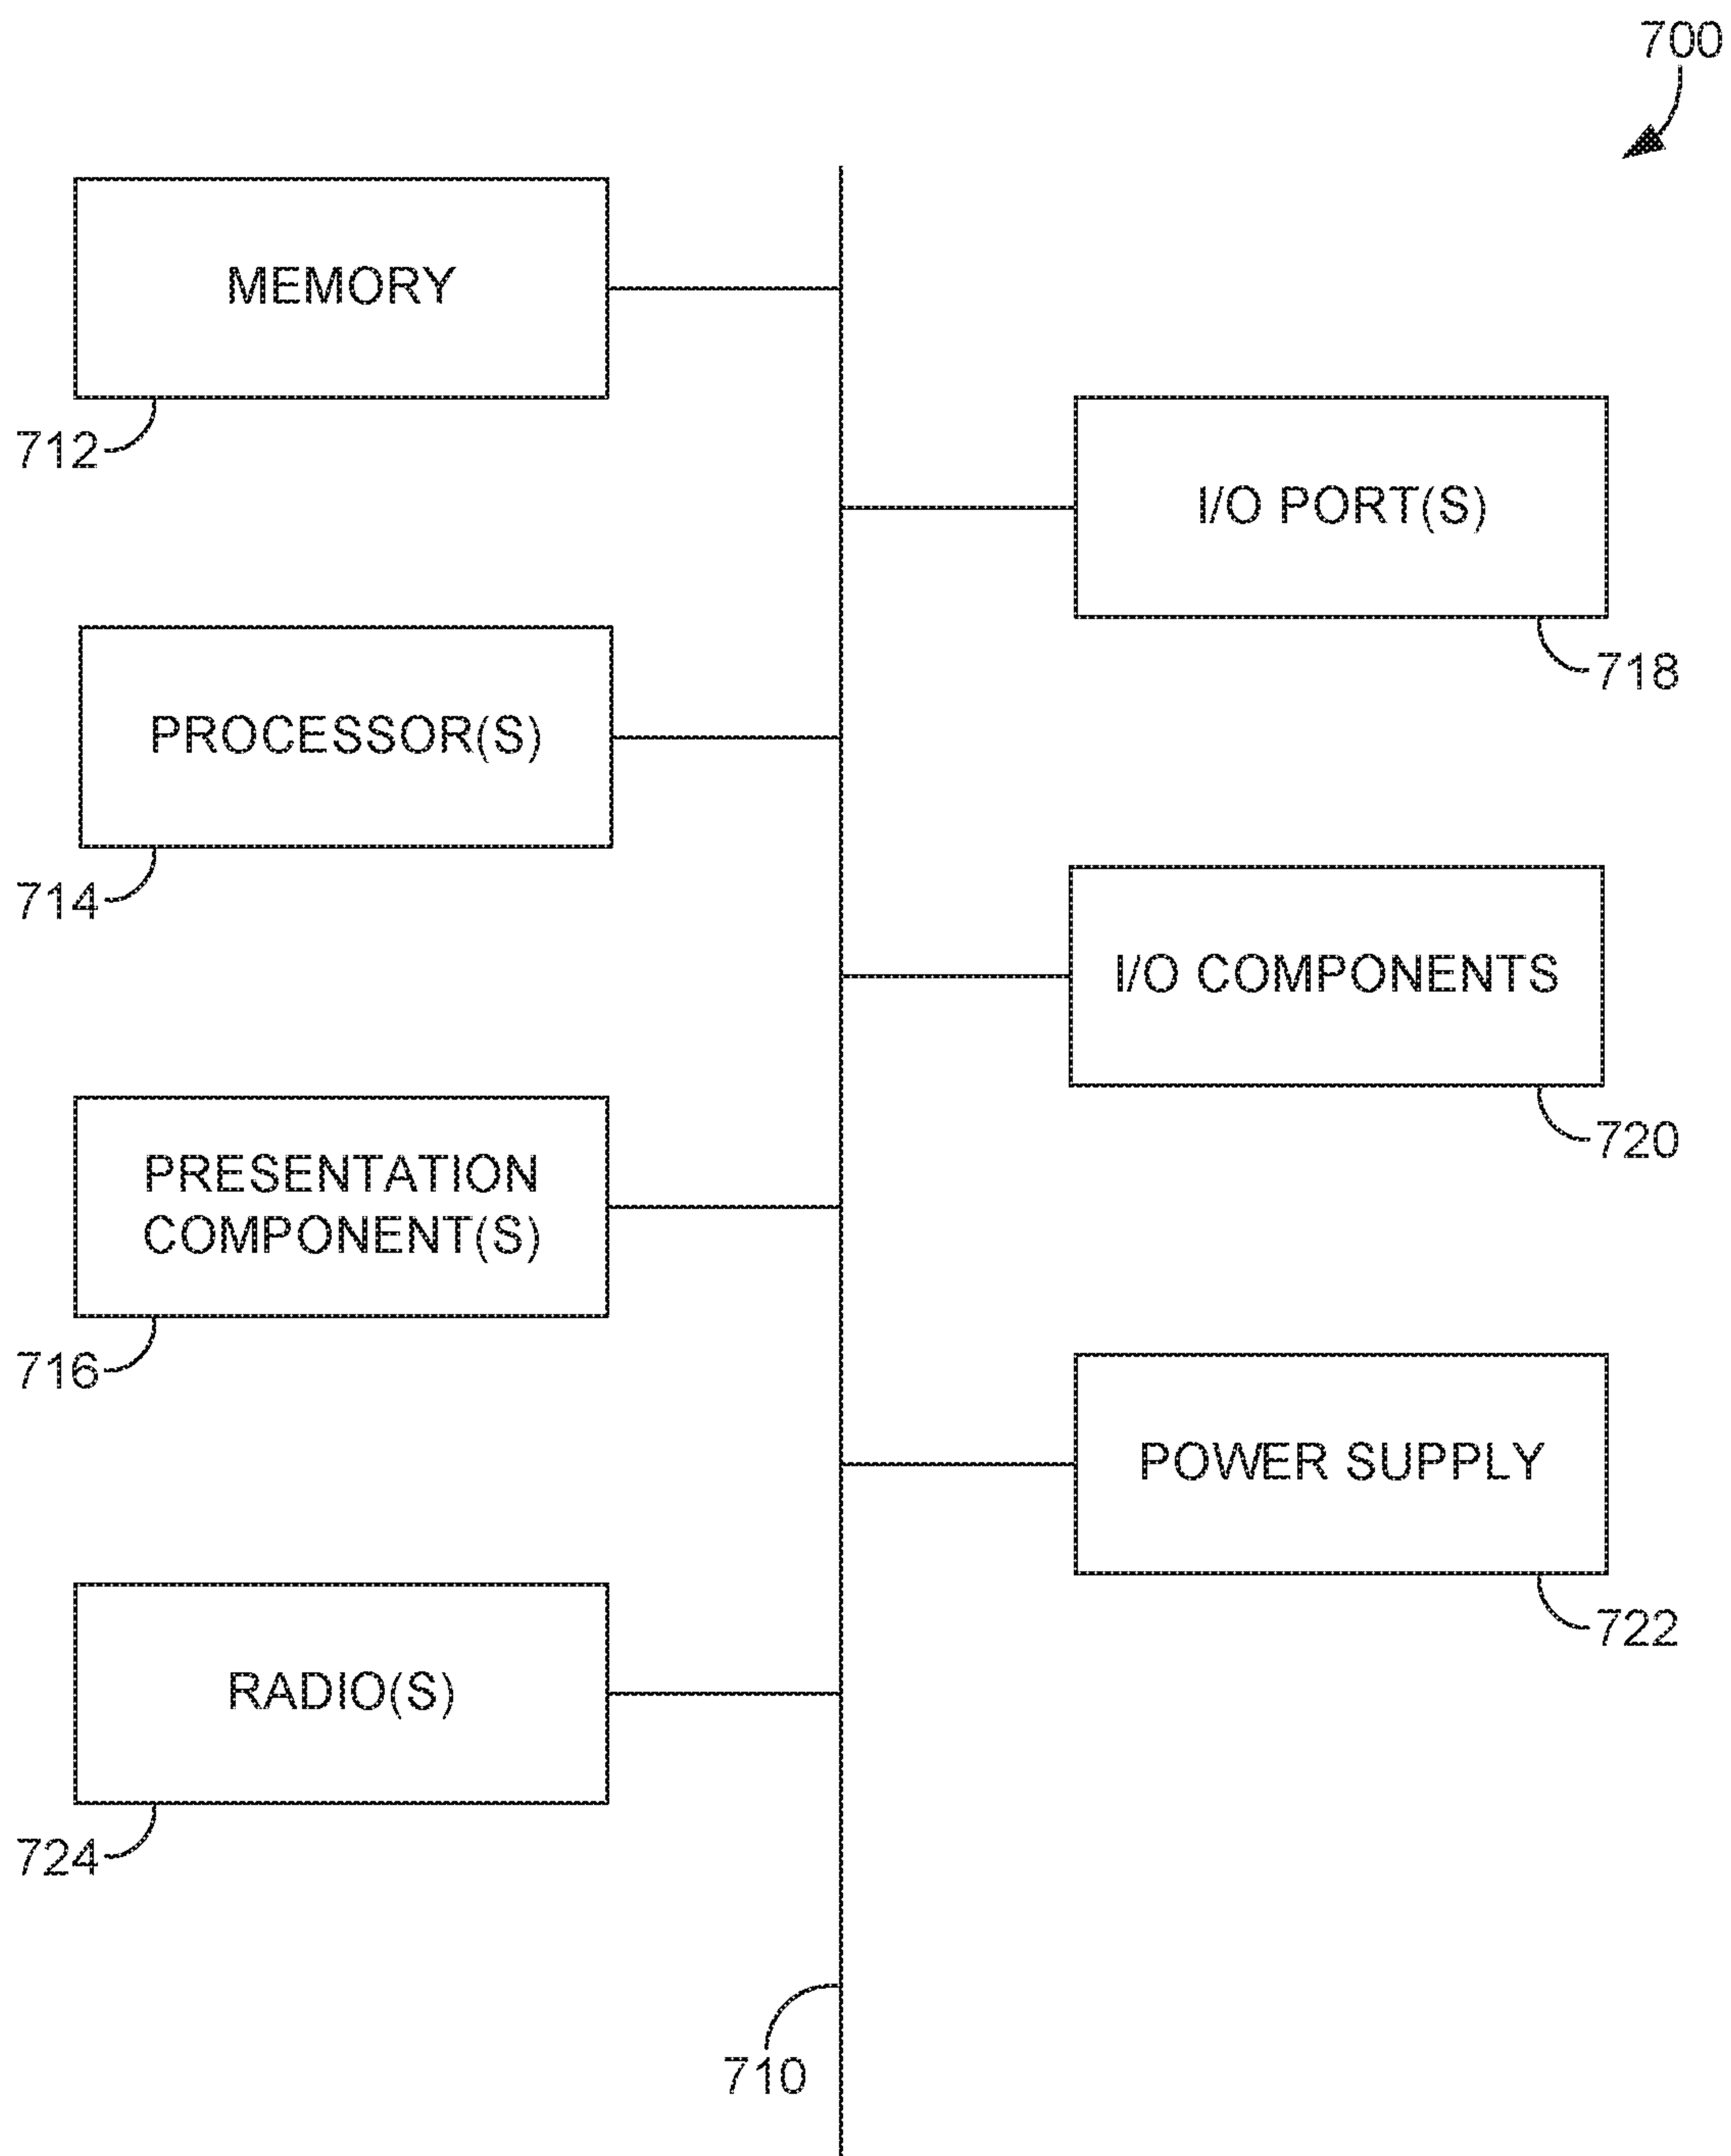 700
MEMORY
712
I/O PORT(S)
718
PROCESSOR(S)
714
I/O COMPONENTS
720
PRESENTATION
COMPONENT(S)
716
POWER SUPPLY
722
RADIO(S)
724
710